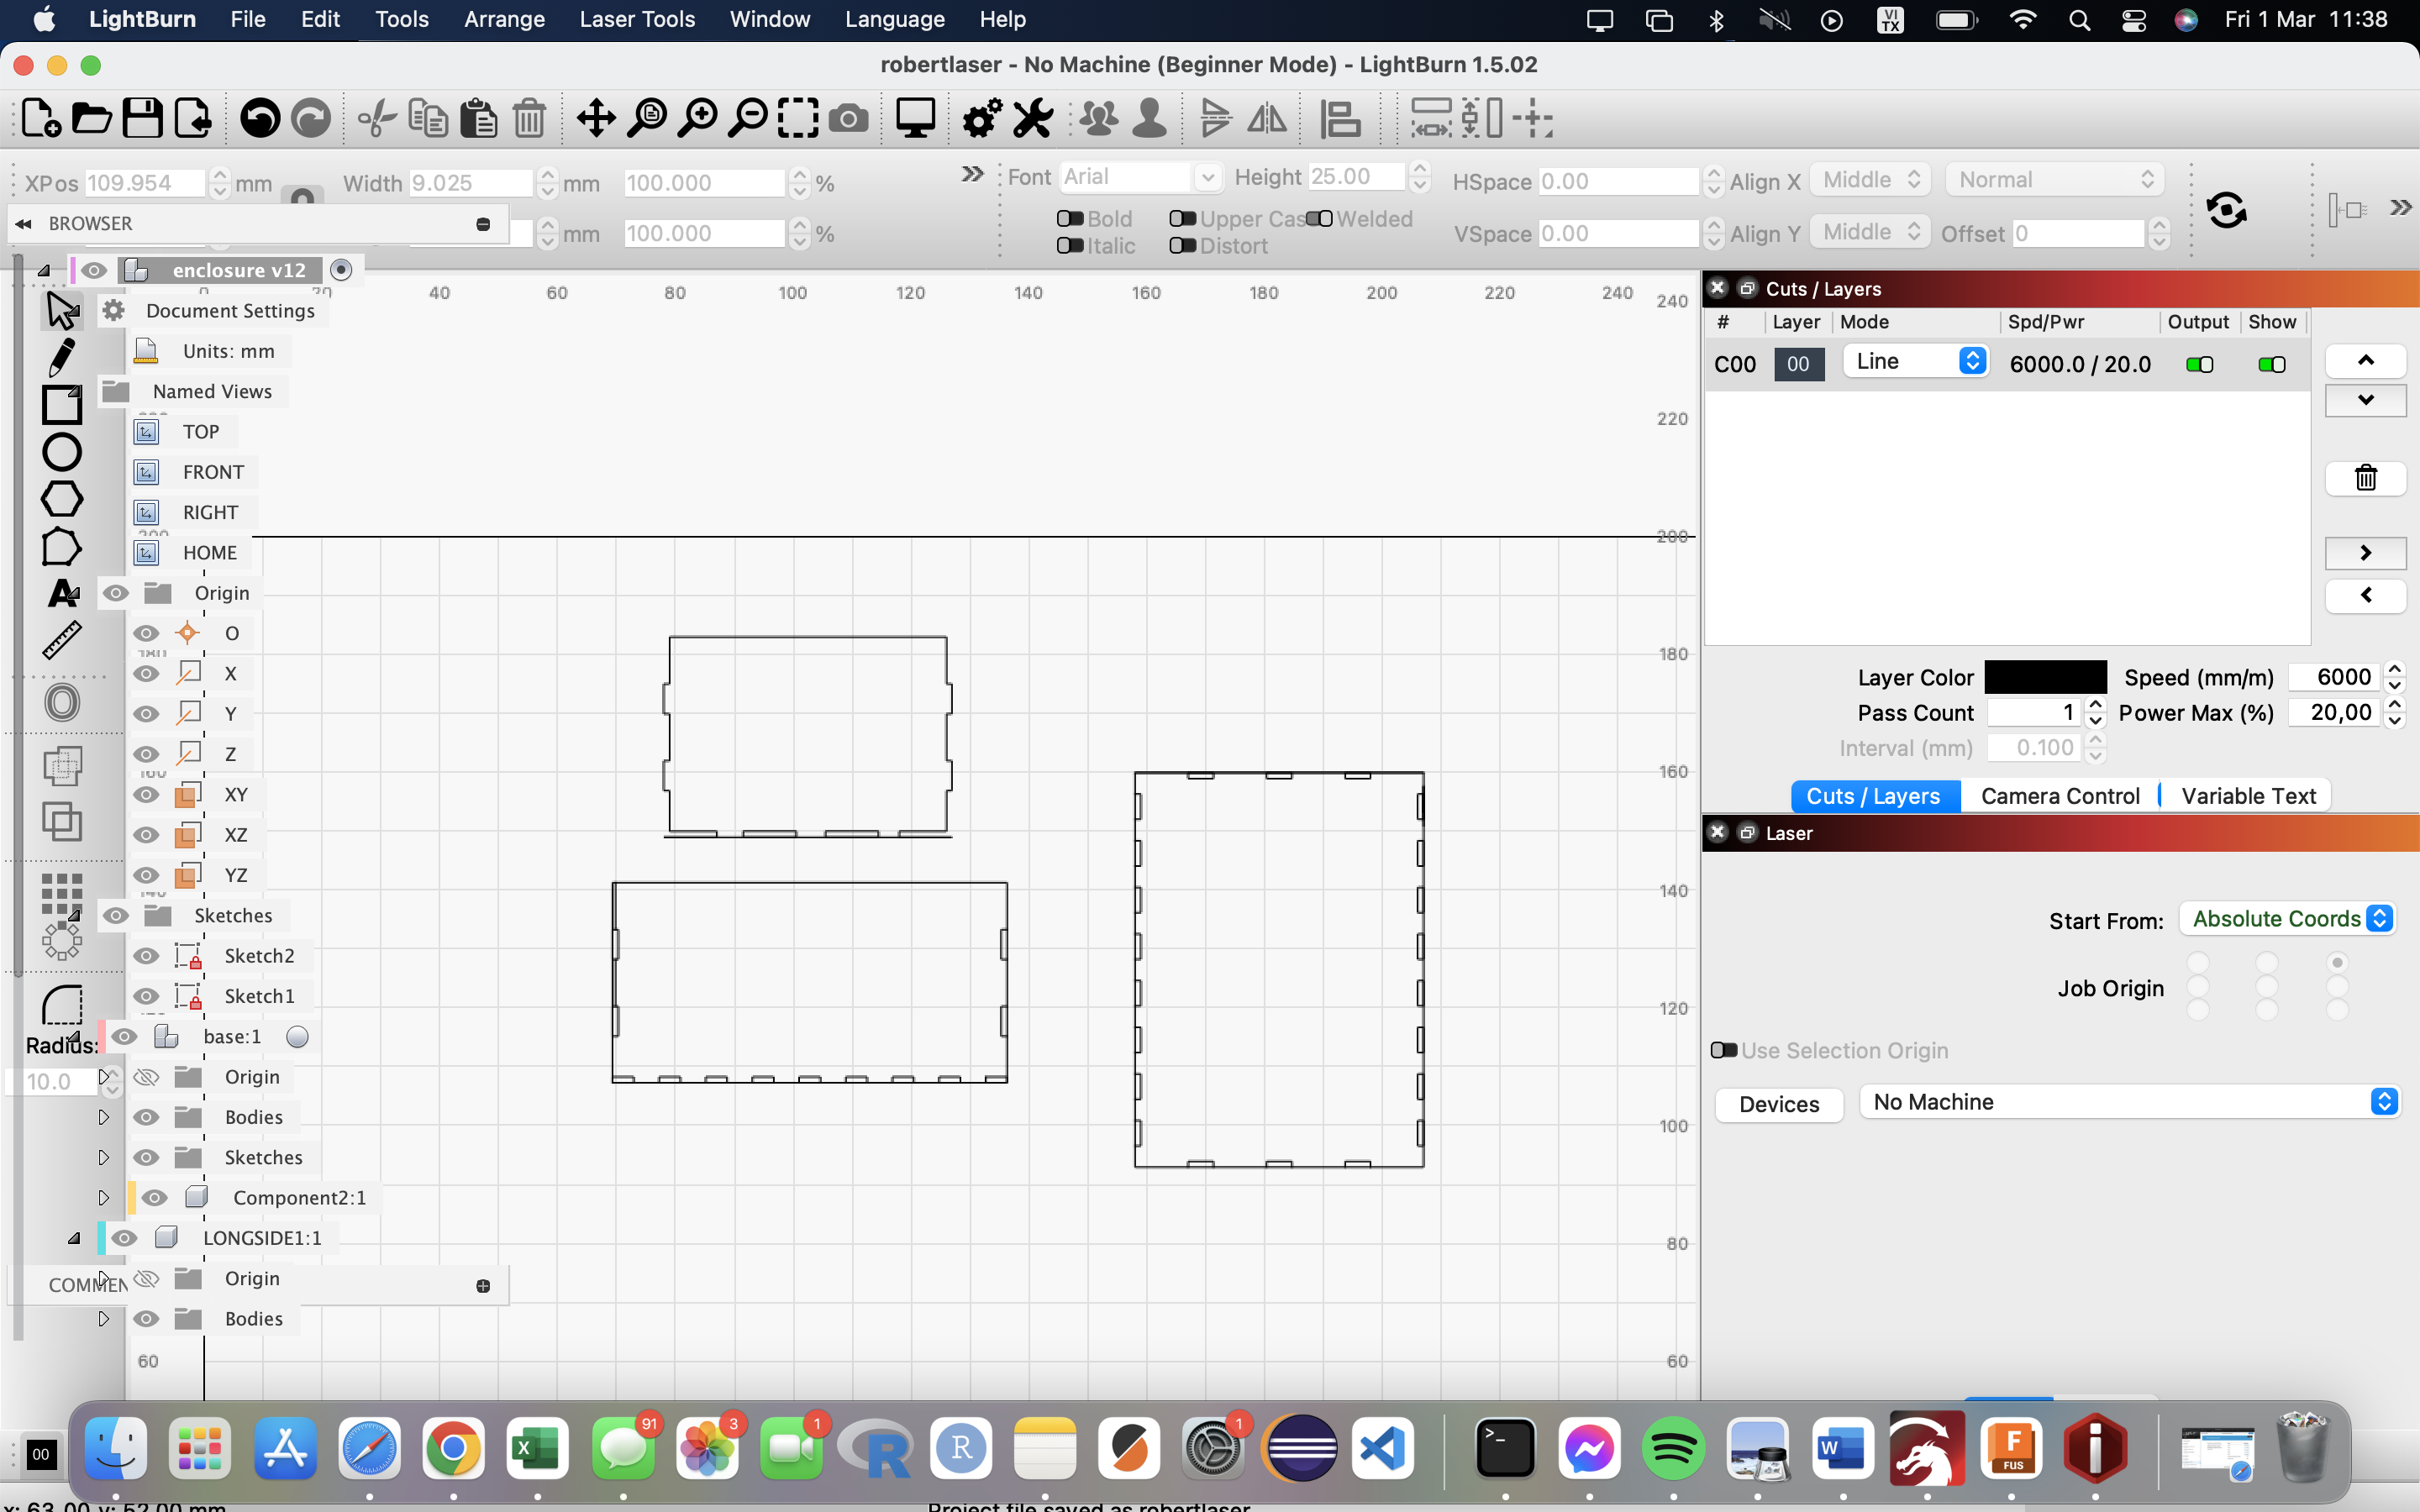 LightBurn File Edit Tools Arrange Laser Tools Window Language Help VI TX Fri 1 Mar 11:38
robertlaser - No Machine (Beginner Mode) - LightBurn 1.5.02
XPos 109.954 mm Width 9.025 mm 100.000 % Font Arial Height 25.00 HSpace 0.00 Align X Middle Normal
BROWSER Bold Upper Cas Welded
mm 100.000 % Italic Distort VSpace 0.00 Align Y Middle Offset 0
enclosure v12
40 60 80 100 120 140 160 180 200 220 240
Document Settings
Units: mm
Named Views
TOP
FRONT
RIGHT
HOME
Origin
O
X
Y
Z
XY
XZ
YZ
Sketches
Sketch2
Sketch1
base:1
Radius:
10.0
Origin
Bodies
Sketches
Component2:1
LONGSIDE1:1
COMMEN
Origin
Bodies
60
240
220
200
180
160
140
120
100
80
60
Cuts / Layers
# Layer Mode Spd/Pwr Output Show
C00 00 Line 6000.0 / 20.0
Layer Color Speed (mm/m) 6000
Pass Count 1 Power Max (%) 20,00
Interval (mm) 0.100
Cuts / Layers Camera Control Variable Text
Laser
Start From: Absolute Coords
Job Origin
Use Selection Origin
Devices No Machine
91 3 1 1
00
x: 63.00 y: 52.00 mm Project file saved as robertlaser